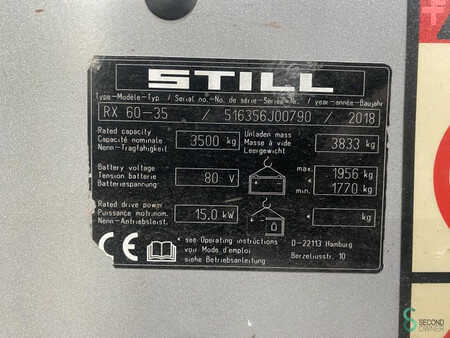 STILL
Type-Modèle-Typ / Serial no.-No. de série-Serien-Nr. / year-année-Baujahr
RX 60-35 / 516356J00790 / 2018
Rated capacity
Capacité nominale
Nenn-Tragfähigkeit
3500 kg
Unladen mass
Masse à vide
Leergewicht
3833 kg
Battery voltage
Tension batterie
Batteriespannung
80 V
max. 1956 kg
min. 1770 kg
Rated drive power
Puissance motri.nom.
Nenn-Antriebsleist.
15.0 kW
* kg
CE
* see Operating instructions
voir Mode d'emploi
siehe Betriebsanleitung
D-22113 Hamburg
Berzeliusstr. 10
SECOND
OWNER